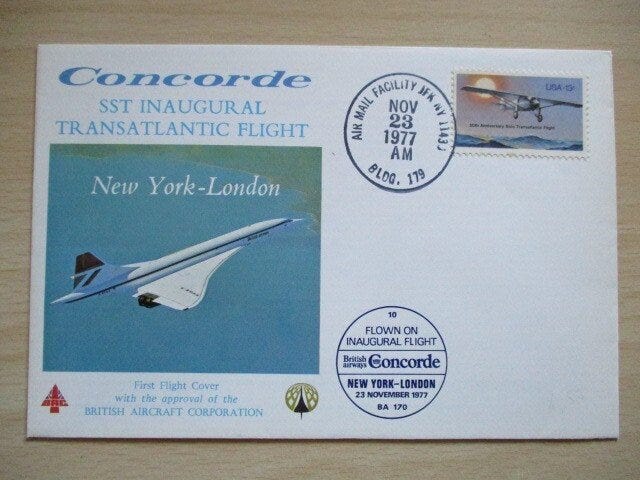 Concorde
SST INAUGURAL
TRANSATLANTIC FLIGHT
New York-London
First Flight Cover
with the approval of the
BRITISH AIRCRAFT CORPORATION
BAC
AIR MAIL FACILITY JFK NY 11430
NOV
23
1977
AM
BLDG. 179
USA 13c
50th Anniversary Solo Transatlantic Flight
10
FLOWN ON
INAUGURAL FLIGHT
British airways Concorde
NEW YORK-LONDON
23 NOVEMBER 1977
BA 170